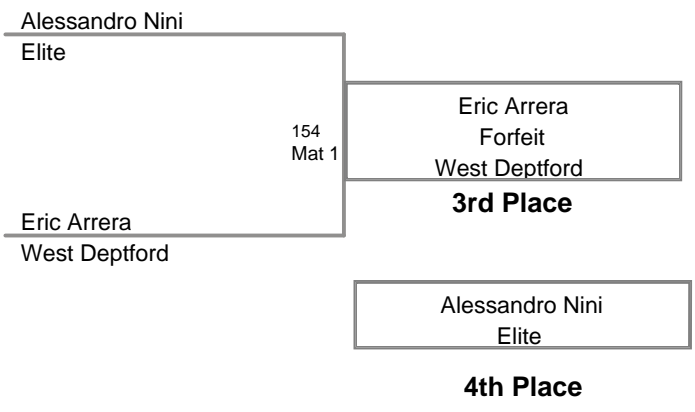 Alessandro Nini
Elite
154
Mat 1
Eric Arrera
Forfeit
West Deptford
3rd Place
Eric Arrera
West Deptford
Alessandro Nini
Elite
4th Place